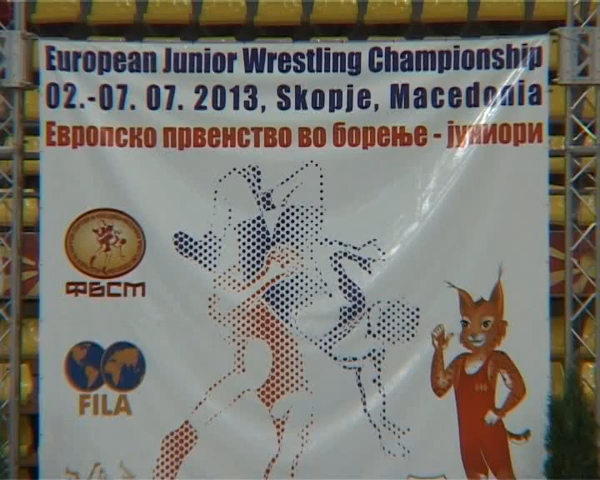 European Junior Wrestling Championship
02.-07. 07. 2013, Skopje, Macedonia
Европско првенство во борење - јуниори
ФБСМ
FILA